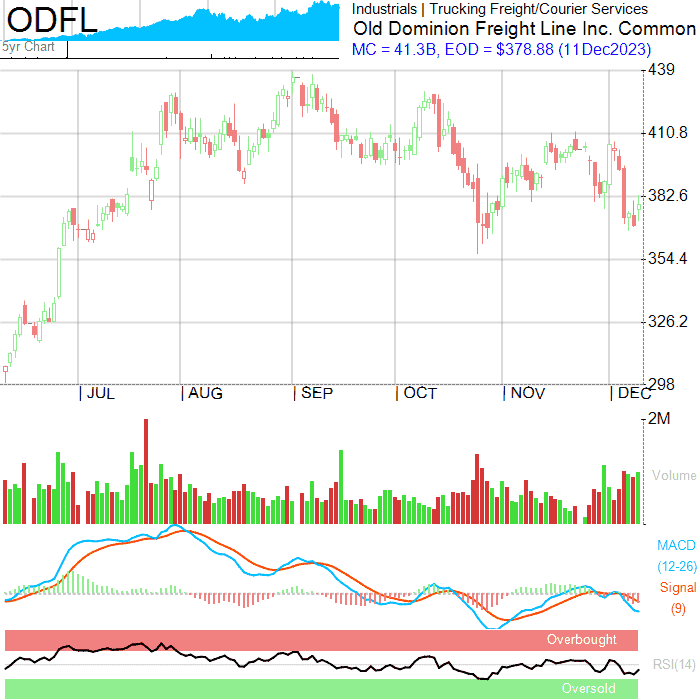 ODFL
5yr Chart
Industrials | Trucking Freight/Courier Services
Old Dominion Freight Line Inc. Common
MC = 41.3B, EOD = $378.88 (11Dec2023)
439
410.8
382.6
354.4
326.2
298
JUL AUG SEP OCT NOV DEC
2M
Volume
MACD
(12-26)
Signal
(9)
Overbought
RSI(14)
Oversold